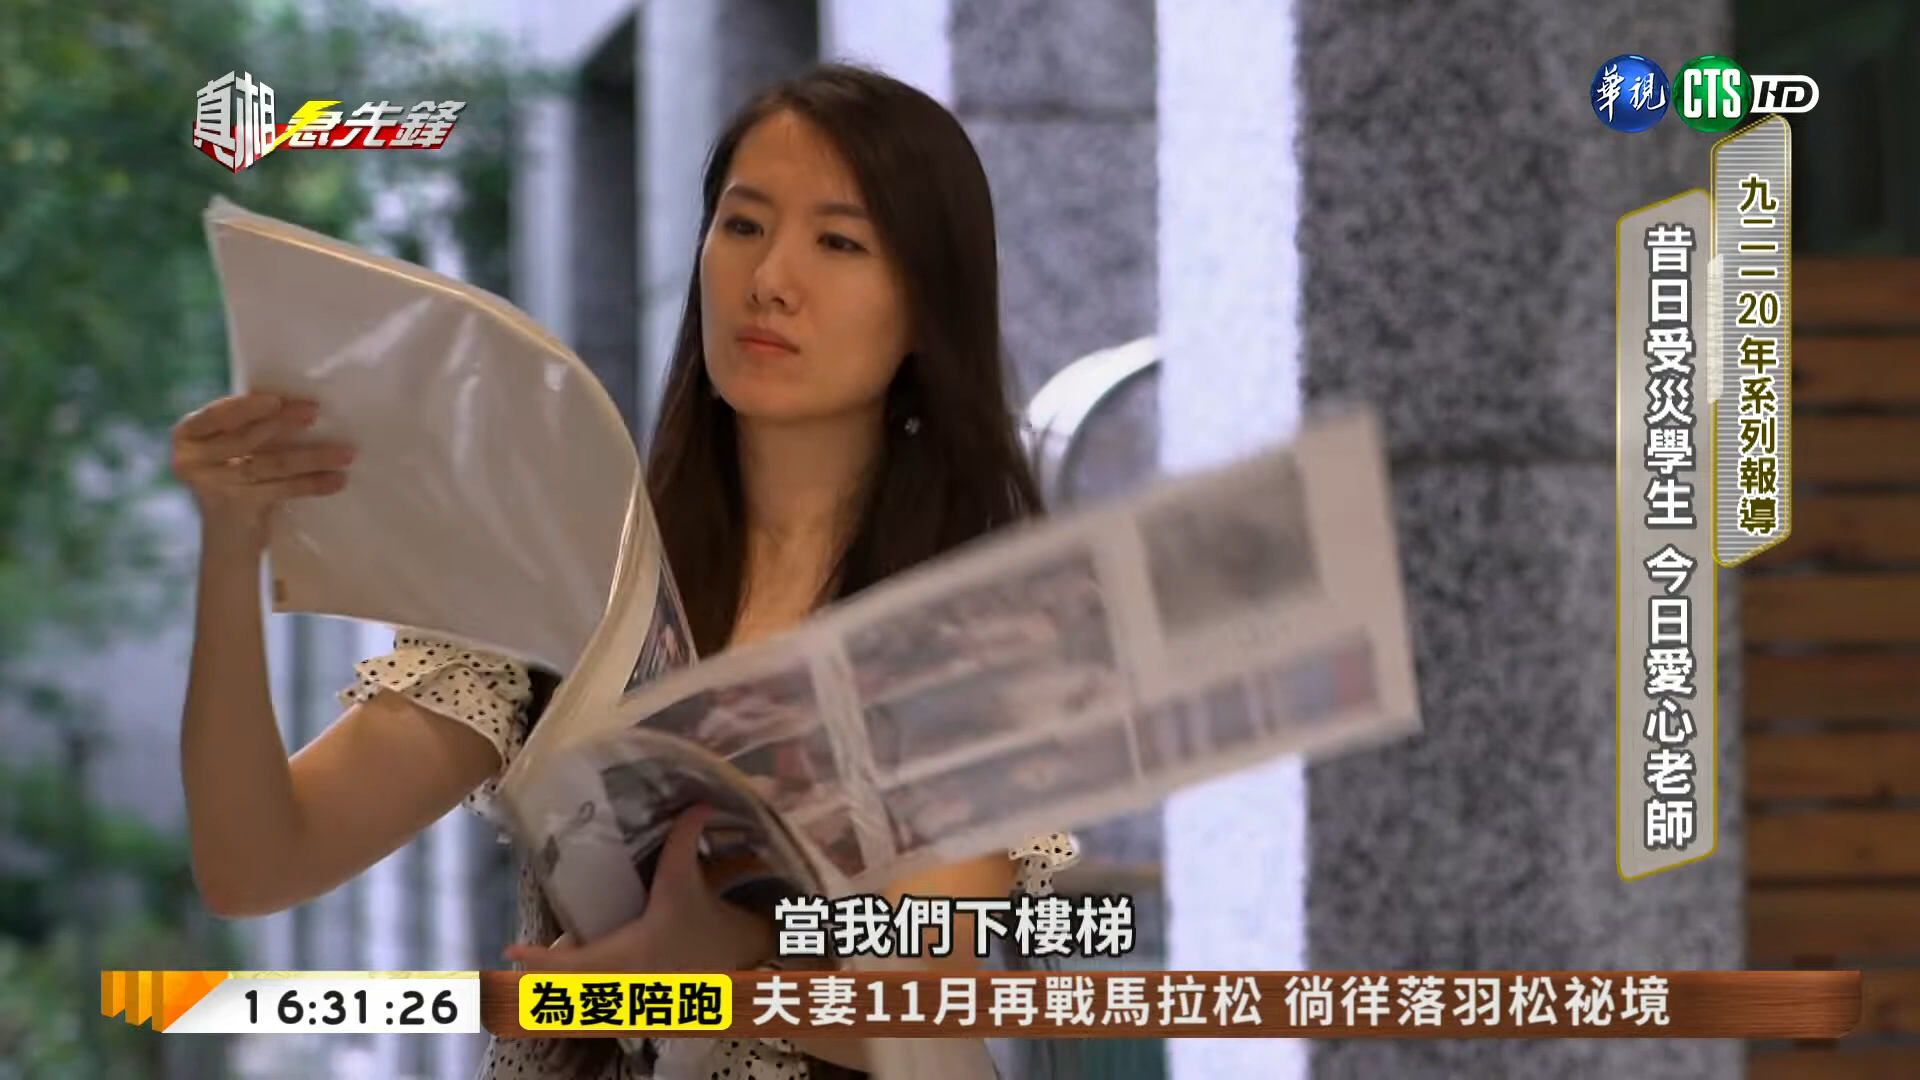 真相急先鋒
華視 CTS HD
九二一20年系列報導
昔日受災學生 今日愛心老師
當我們下樓梯
16:31:26
為愛陪跑 夫妻11月再戰馬拉松 徜徉落羽松祕境